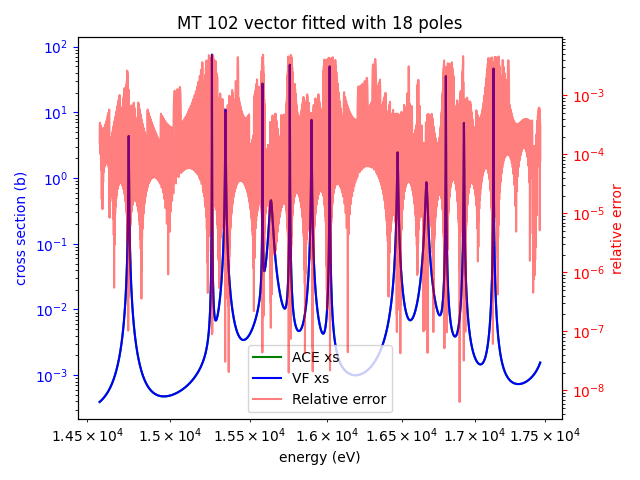 MT 102 vector fitted with 18 poles
10²
10¹
10⁰
10⁻¹
10⁻²
10⁻³
cross section (b)
10⁻³
10⁻⁴
10⁻⁵
10⁻⁶
10⁻⁷
10⁻⁸
relative error
ACE xs
VF xs
Relative error
1.45 × 10⁴ 1.5 × 10⁴ 1.55 × 10⁴ 1.6 × 10⁴ 1.65 × 10⁴ 1.7 × 10⁴ 1.75 × 10⁴
energy (eV)